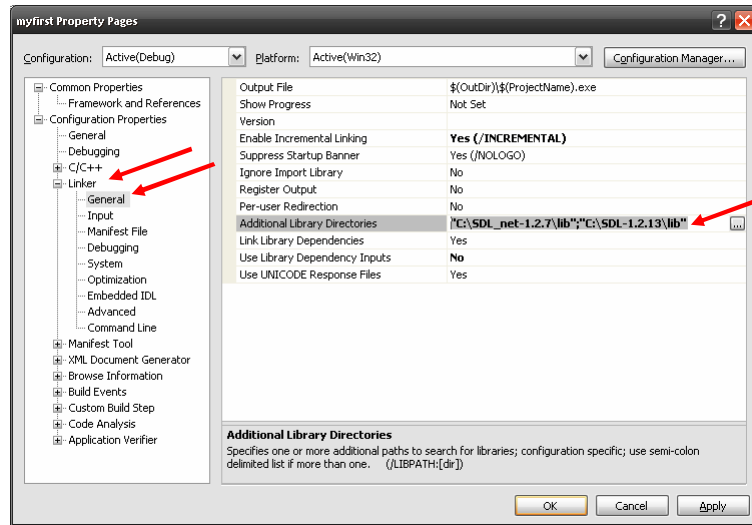 myfirst Property Pages
Configuration: Active(Debug) Platform: Active(Win32) Configuration Manager...
Common Properties
Framework and References
Configuration Properties
General
Debugging
C/C++
Linker
General
Input
Manifest File
Debugging
System
Optimization
Embedded IDL
Advanced
Command Line
Manifest Tool
XML Document Generator
Browse Information
Build Events
Custom Build Step
Code Analysis
Application Verifier
Output File $(OutDir)\$(ProjectName).exe
Show Progress Not Set
Version
Enable Incremental Linking Yes (/INCREMENTAL)
Suppress Startup Banner Yes (/NOLOGO)
Ignore Import Library No
Register Output No
Per-user Redirection No
Additional Library Directories "C:\SDL_net-1.2.7\lib";"C:\SDL-1.2.13\lib" ...
Link Library Dependencies Yes
Use Library Dependency Inputs No
Use UNICODE Response Files Yes
Additional Library Directories
Specifies one or more additional paths to search for libraries; configuration specific; use semi-colon
delimited list if more than one. (/LIBPATH:[dir])
OK Cancel Apply